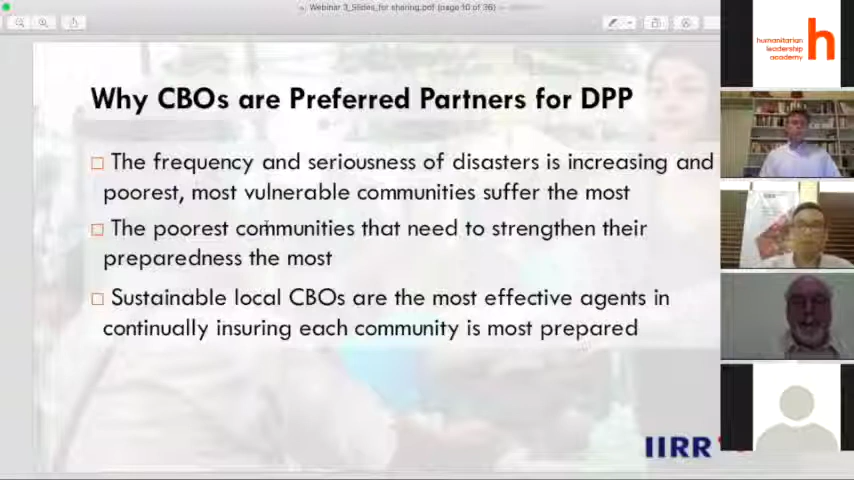 Webinar 3_Slides_for sharing.pdf (page 10 of 36)
humanitarian
leadership
academy
h
Why CBOs are Preferred Partners for DPP
The frequency and seriousness of disasters is increasing and
poorest, most vulnerable communities suffer the most
The poorest communities that need to strengthen their
preparedness the most
Sustainable local CBOs are the most effective agents in
continually insuring each community is most prepared
IIRR